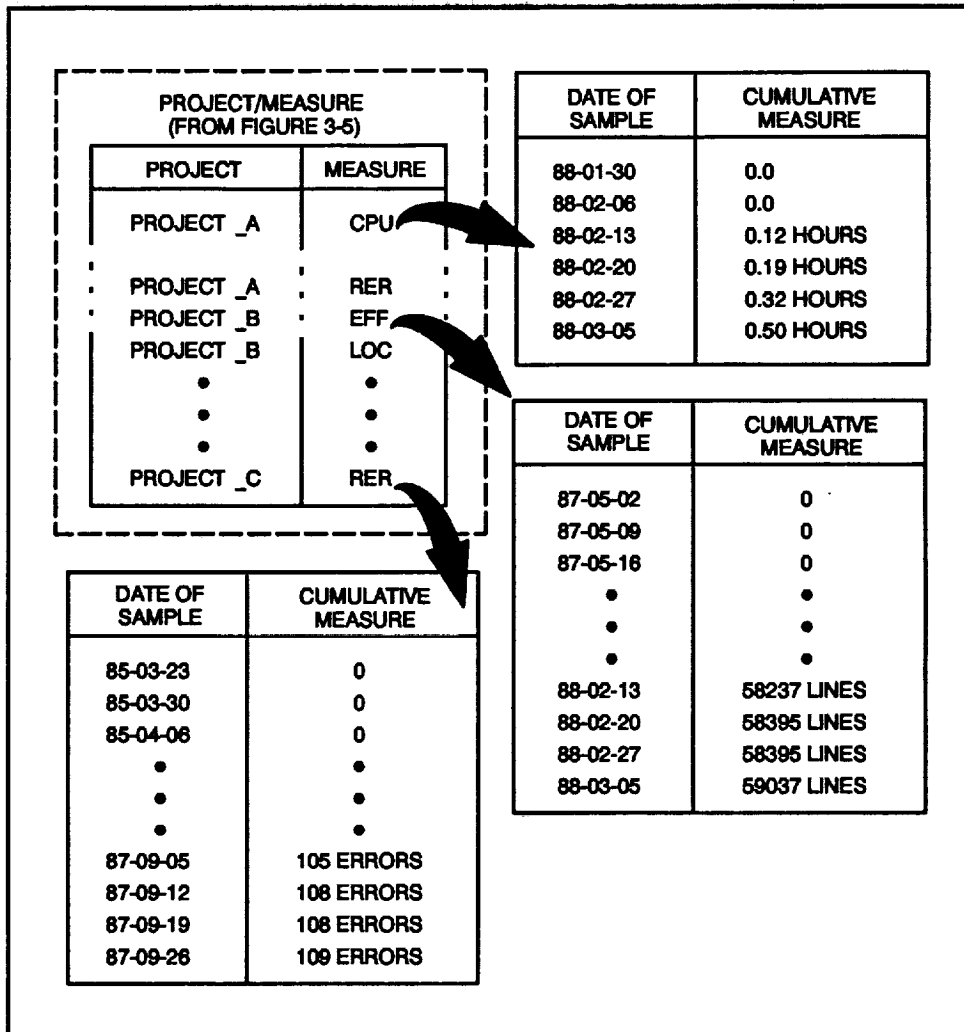 PROJECT/MEASURE
(FROM FIGURE 3-5)
PROJECT MEASURE
PROJECT _A CPU
PROJECT _A RER
PROJECT _B EFF
PROJECT _B LOC
PROJECT _C RER
DATE OF SAMPLE CUMULATIVE MEASURE
88-01-30 0.0
88-02-06 0.0
88-02-13 0.12 HOURS
88-02-20 0.19 HOURS
88-02-27 0.32 HOURS
88-03-05 0.50 HOURS
DATE OF SAMPLE CUMULATIVE MEASURE
87-05-02 0
87-05-09 0
87-05-16 0
88-02-13 58237 LINES
88-02-20 58395 LINES
88-02-27 58395 LINES
88-03-05 59037 LINES
DATE OF SAMPLE CUMULATIVE MEASURE
85-03-23 0
85-03-30 0
85-04-06 0
87-09-05 105 ERRORS
87-09-12 108 ERRORS
87-09-19 108 ERRORS
87-09-26 109 ERRORS